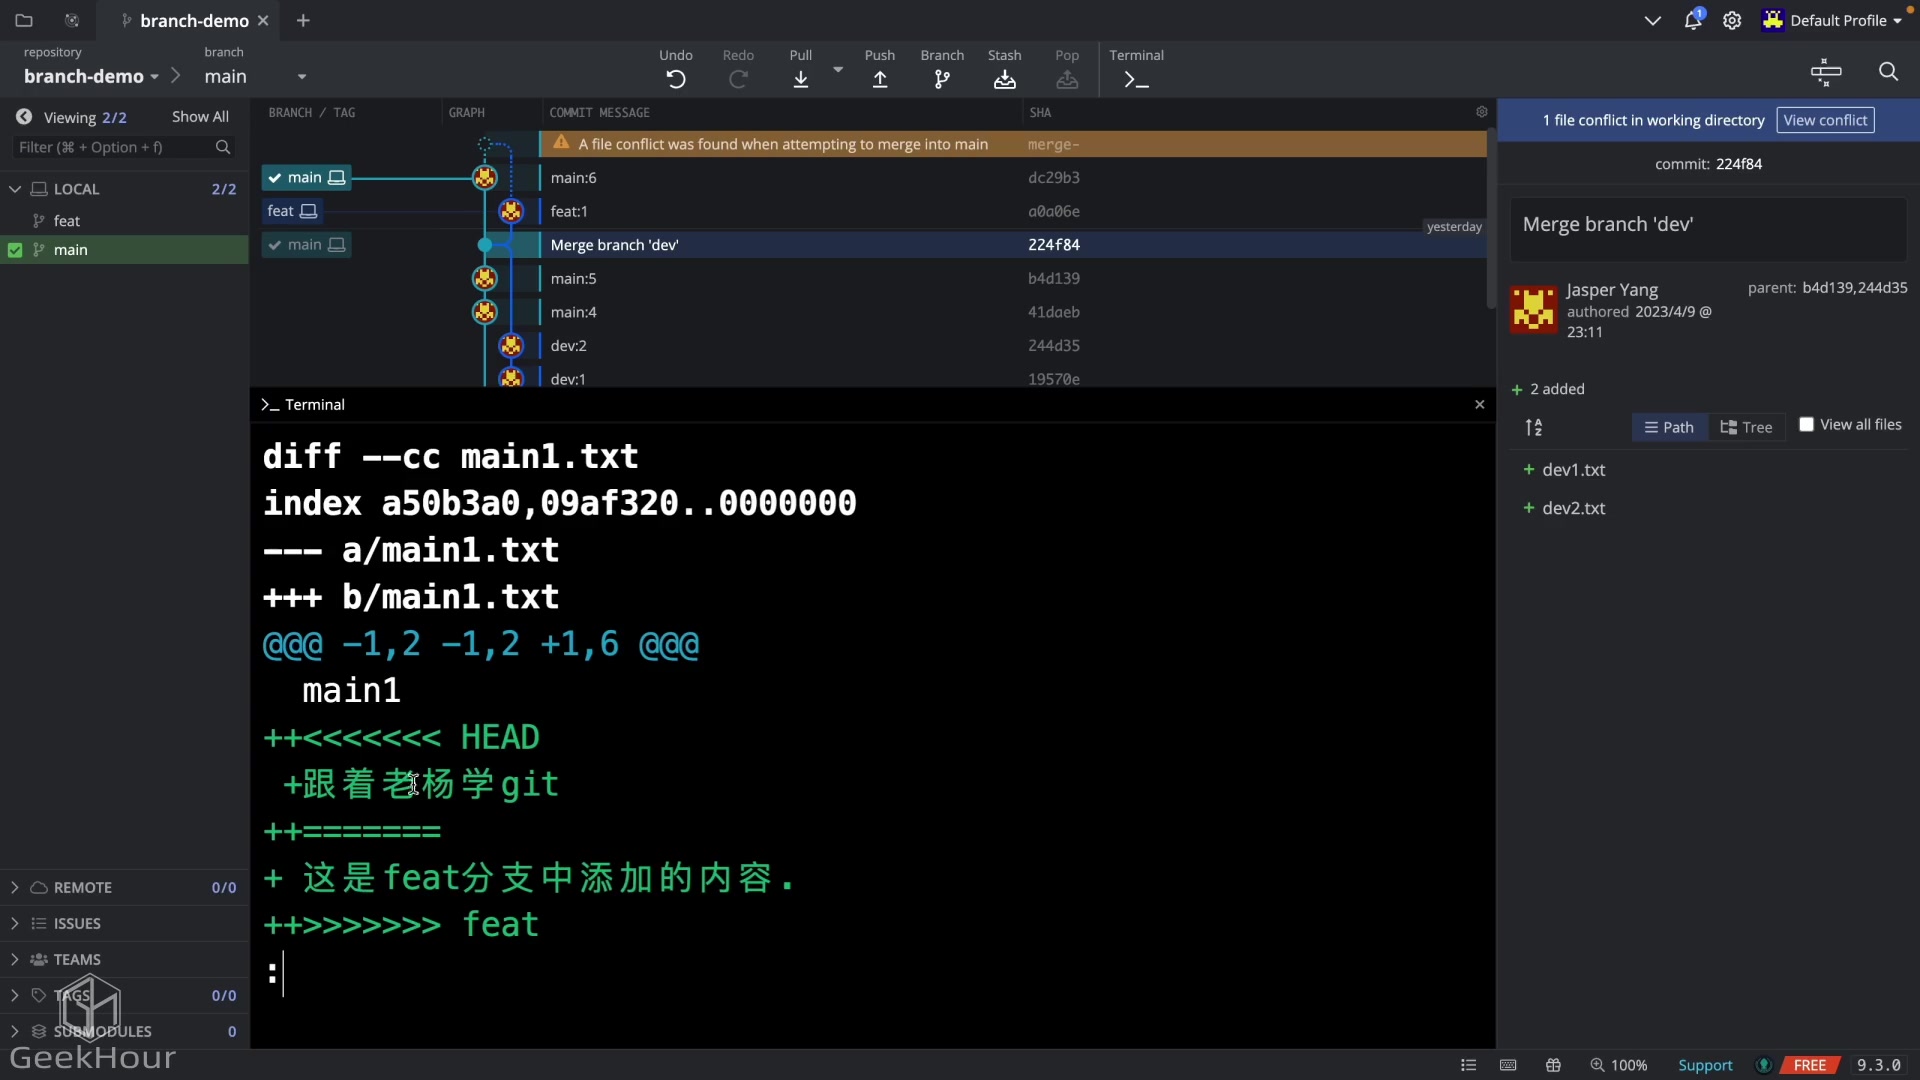 branch-demo
1
Default Profile
repository
branch
branch-demo
main
Undo
Redo
Pull
Push
Branch
Stash
Pop
Terminal
Viewing 2/2
Show All
Filter (⌘ + Option + f)
LOCAL 2/2
feat
main
REMOTE 0/0
ISSUES
TEAMS
TAGS 0/0
SUBMODULES 0
GeekHour
BRANCH / TAG
GRAPH
COMMIT MESSAGE
SHA
A file conflict was found when attempting to merge into main merge-
main
main:6 dc29b3
feat
feat:1 a0a06e
yesterday
main
Merge branch 'dev' 224f84
main:5 b4d139
main:4 41daeb
dev:2 244d35
dev:1 19570e
>_ Terminal
diff --cc main1.txt
index a50b3a0,09af320..0000000
--- a/main1.txt
+++ b/main1.txt
@@@ -1,2 -1,2 +1,6 @@@
  main1
++<<<<<<< HEAD
 +跟着老杨学git
++=======
+ 这是feat分支中添加的内容.
++>>>>>>> feat
:
1 file conflict in working directory
View conflict
commit: 224f84
Merge branch 'dev'
Jasper Yang
authored 2023/4/9 @
23:11
parent: b4d139,244d35
+ 2 added
Path
Tree
View all files
+ dev1.txt
+ dev2.txt
100%
Support
FREE
9.3.0